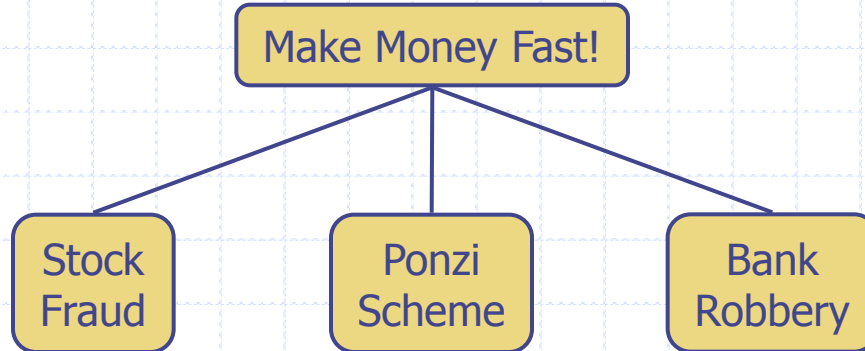 Make Money Fast!
Stock
Fraud
Ponzi
Scheme
Bank
Robbery